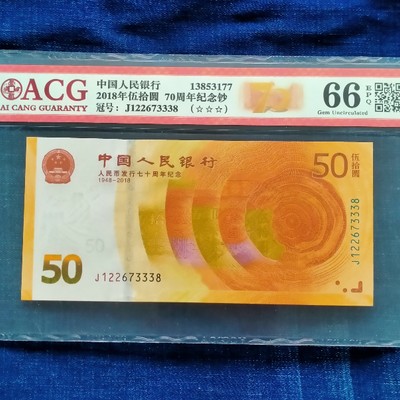 ACG
AI CANG GUARANTY
中国人民银行 13853177
2018年伍拾圆 70周年纪念钞
冠号：J122673338 (☆☆☆)
66 EPQ
Gem Uncirculated
中国人民银行
人民币发行七十周年纪念
1948-2018
50 伍拾圆
J122673338
50
J122673338